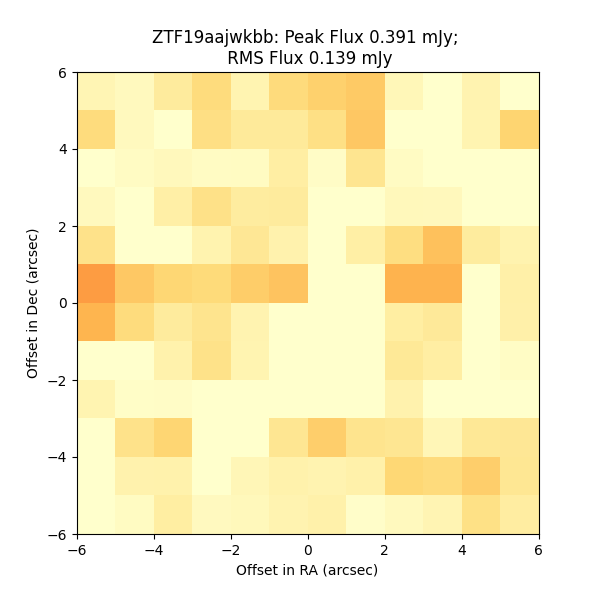 ZTF19aajwkbb: Peak Flux 0.391 mJy;
RMS Flux 0.139 mJy
6
4
2
0
−2
−4
−6
Offset in Dec (arcsec)
−6 −4 −2 0 2 4 6
Offset in RA (arcsec)